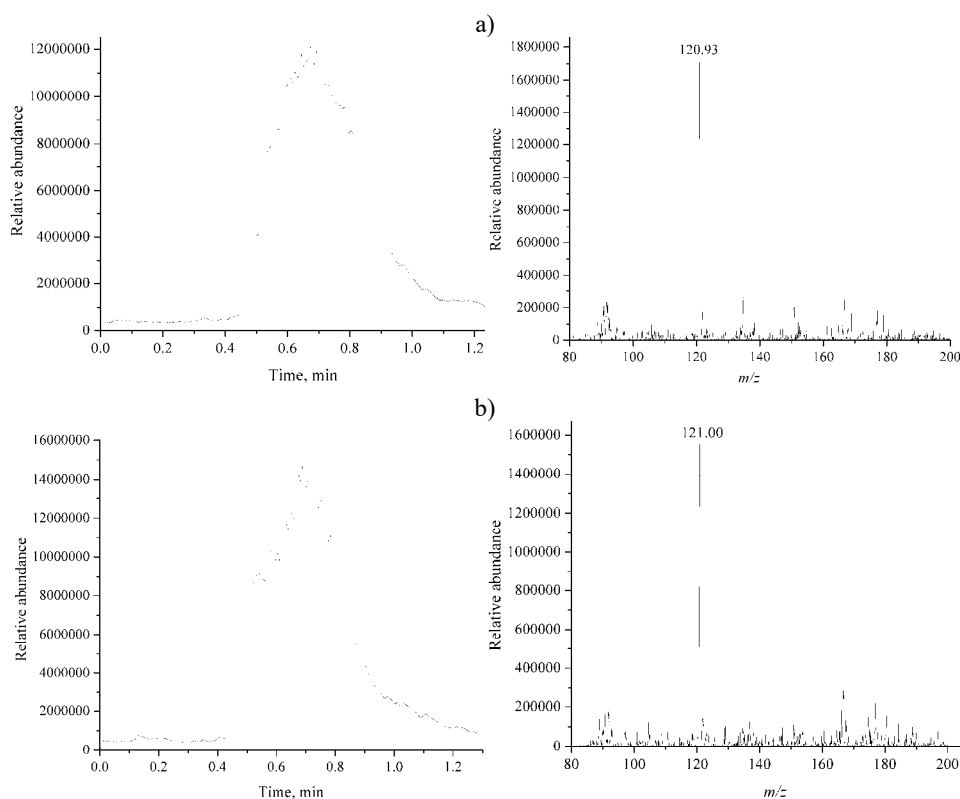 a)
12000000
10000000
8000000
6000000
4000000
2000000
0
Relative abundance
0.0 0.2 0.4 0.6 0.8 1.0 1.2
Time, min
120.93
1800000
1600000
1400000
1200000
1000000
800000
600000
400000
200000
0
Relative abundance
80 100 120 140 160 180 200
m/z
b)
16000000
14000000
12000000
10000000
8000000
6000000
4000000
2000000
0
Relative abundance
0.0 0.2 0.4 0.6 0.8 1.0 1.2
Time, min
121.00
1600000
1400000
1200000
1000000
800000
600000
400000
200000
0
Relative abundance
80 100 120 140 160 180 200
m/z